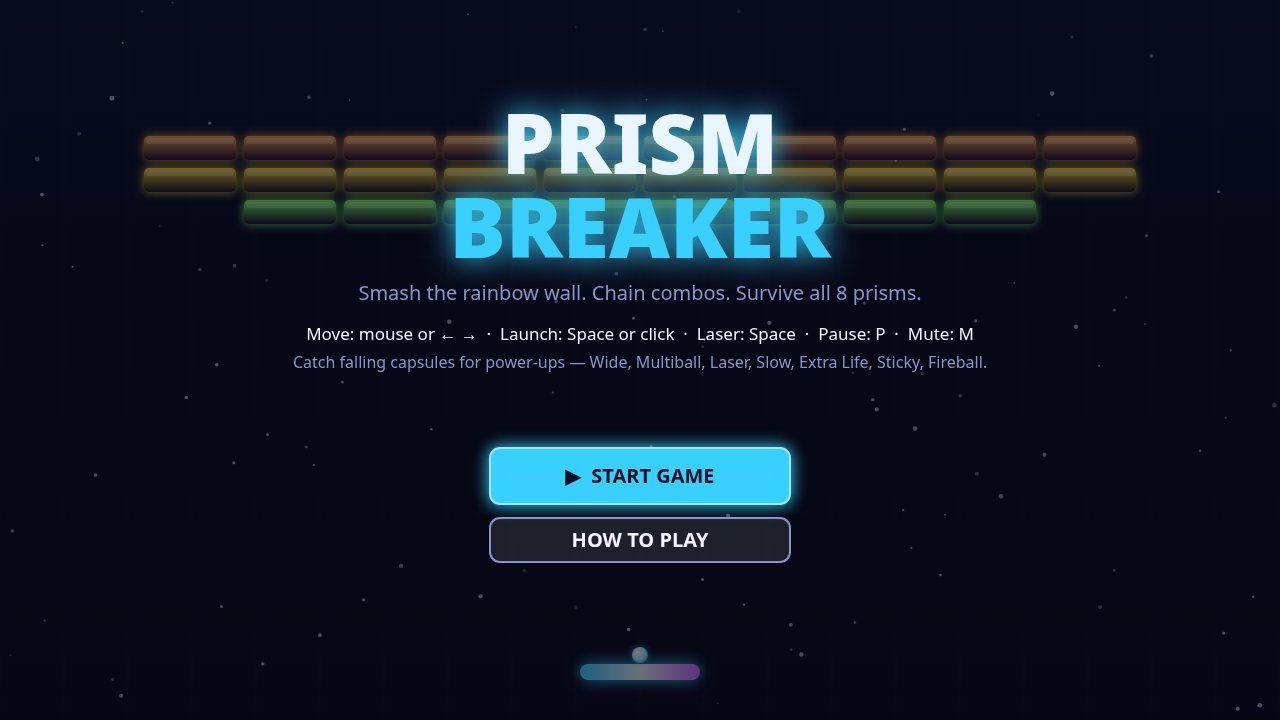 PRISM
BREAKER
Smash the rainbow wall. Chain combos. Survive all 8 prisms.
Move: mouse or ← → · Launch: Space or click · Laser: Space · Pause: P · Mute: M
Catch falling capsules for power-ups — Wide, Multiball, Laser, Slow, Extra Life, Sticky, Fireball.
▶ START GAME
HOW TO PLAY